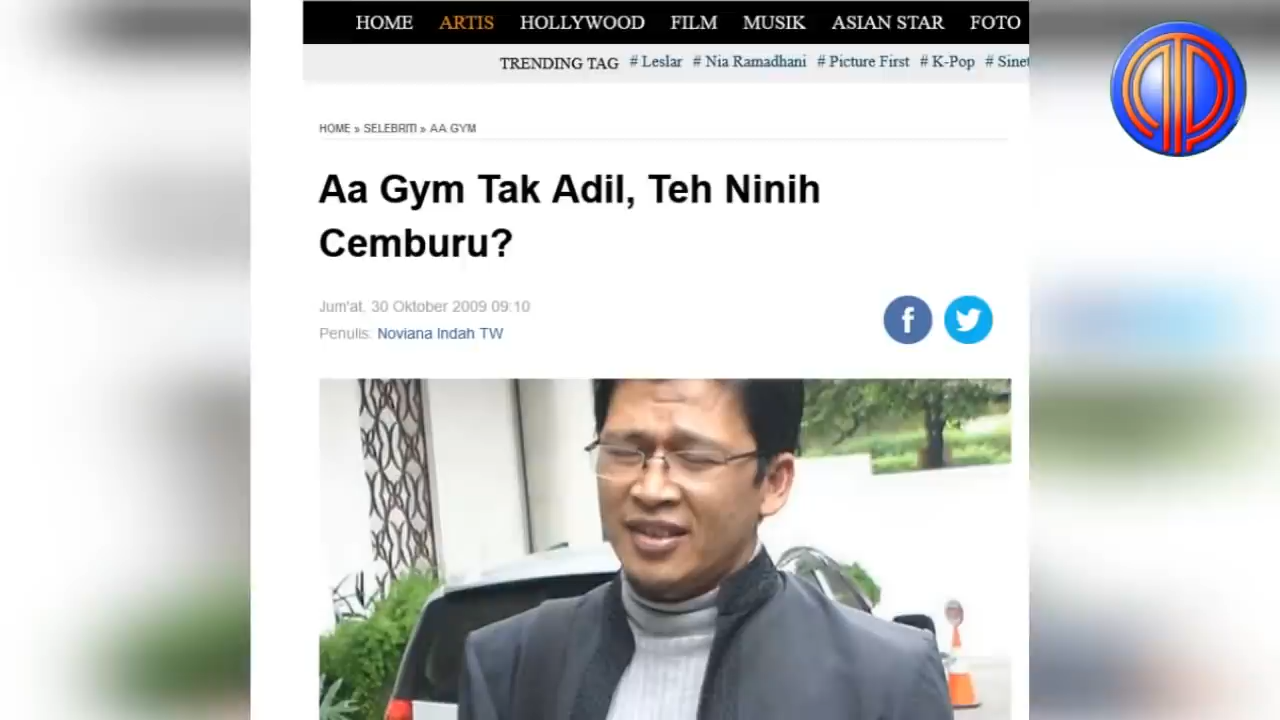 HOME ARTIS HOLLYWOOD FILM MUSIK ASIAN STAR FOTO
TRENDING TAG # Leslar # Nia Ramadhani # Picture First # K-Pop # Sinet
HOME » SELEBRITI » AA GYM
Aa Gym Tak Adil, Teh Ninih
Cemburu?
Jum'at, 30 Oktober 2009 09:10
Penulis: Noviana Indah TW